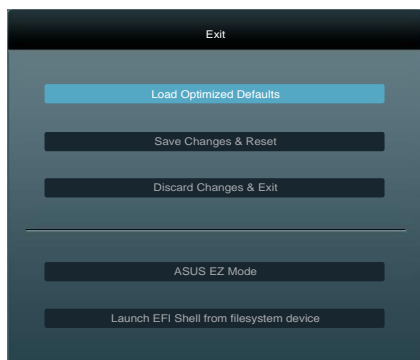 Exit
Load Optimized Defaults
Save Changes & Reset
Discard Changes & Exit
ASUS EZ Mode
Launch EFI Shell from filesystem device